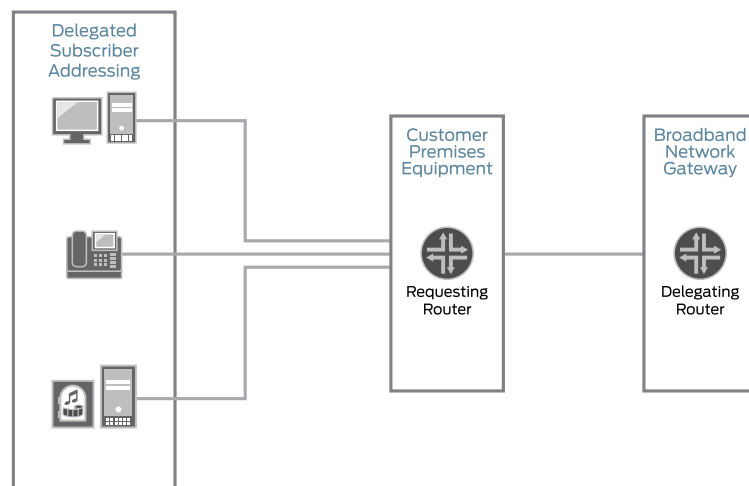 Delegated
Subscriber
Addressing
Customer
Premises
Equipment
Requesting
Router
Broadband
Network
Gateway
Delegating
Router